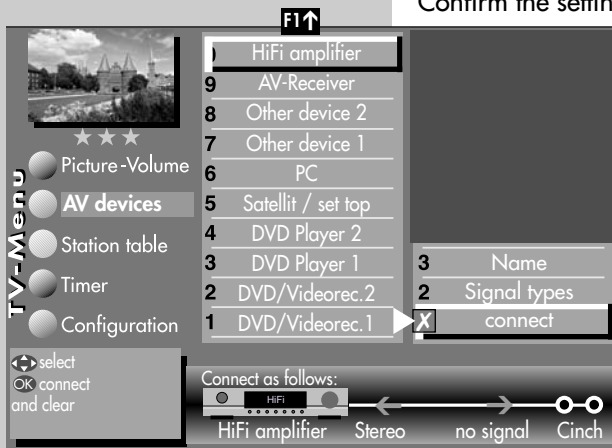 Confirm the settin
F1↑
HiFi amplifier
9 AV-Receiver
8 Other device 2
7 Other device 1
6 PC
5 Satellit / set top
4 DVD Player 2
3 DVD Player 1
2 DVD/Videorec.2
1 DVD/Videorec.1
TV-Menu
Picture-Volume
AV devices
Station table
Timer
Configuration
3 Name
2 Signal types
X connect
select
OK connect
and clear
Connect as follows:
HiFi
HiFi amplifier Stereo no signal Cinch